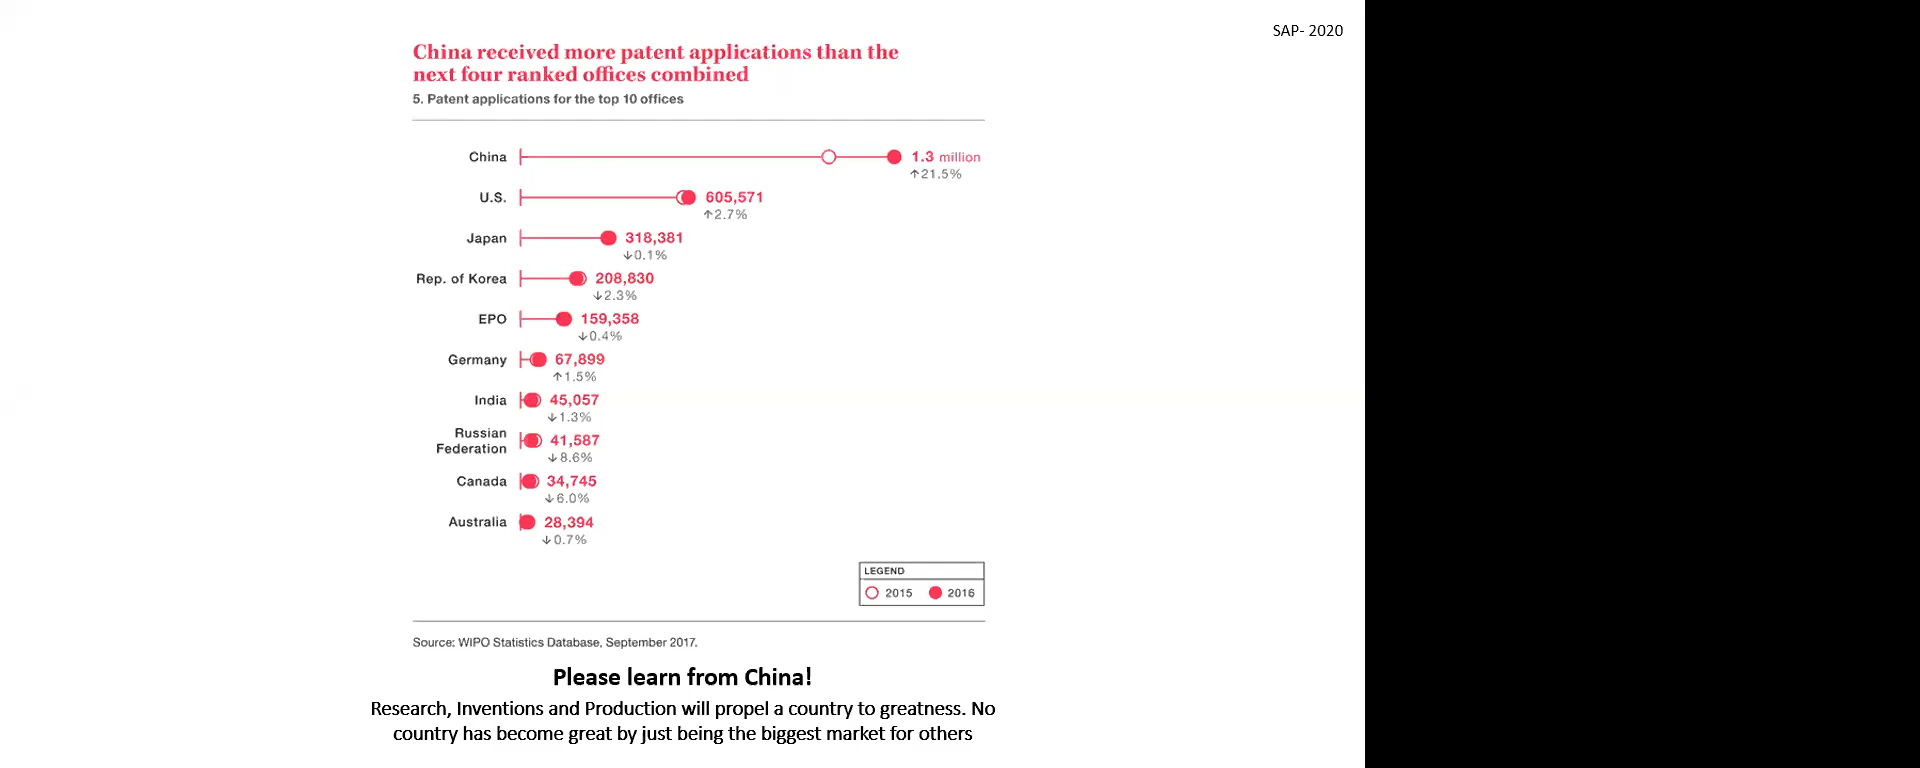 SAP- 2020
China received more patent applications than the
next four ranked offices combined
5. Patent applications for the top 10 offices
China 1.3 million
↑21.5%
U.S. 605,571
↑2.7%
Japan 318,381
↓0.1%
Rep. of Korea 208,830
↓2.3%
EPO 159,358
↓0.4%
Germany 67,899
↑1.5%
India 45,057
↓1.3%
Russian
Federation 41,587
↓8.6%
Canada 34,745
↓6.0%
Australia 28,394
↓0.7%
LEGEND
2015 2016
Source: WIPO Statistics Database, September 2017.
Please learn from China!
Research, Inventions and Production will propel a country to greatness. No
country has become great by just being the biggest market for others